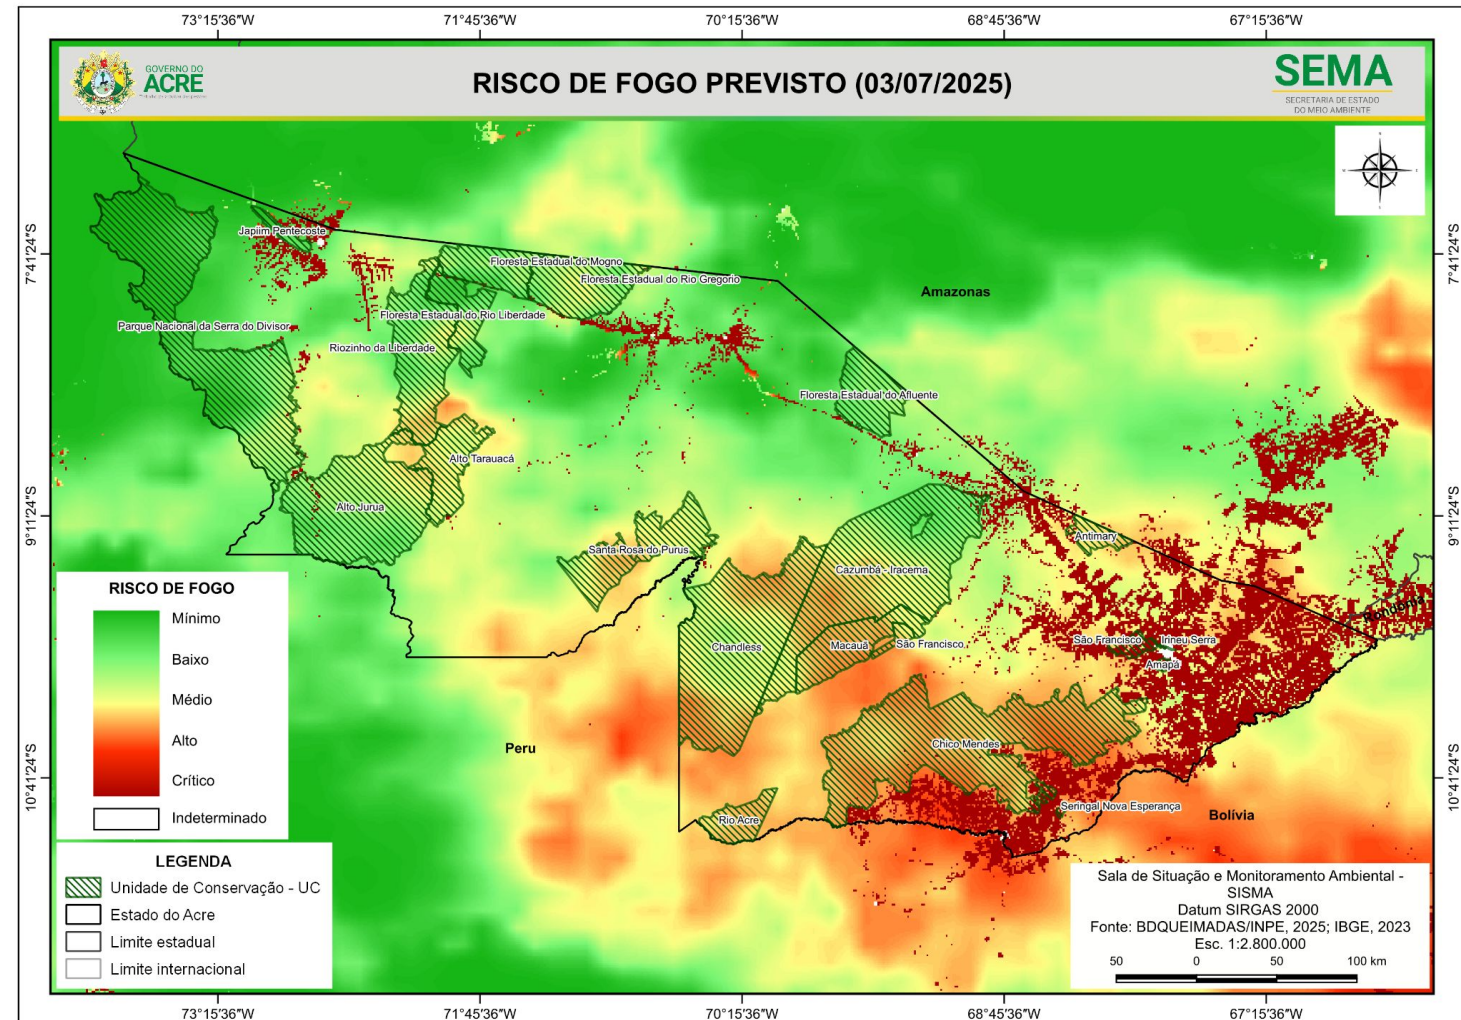 73°15'36"W
71°45'36"W
70°15'36"W
68°45'36"W
67°15'36"W
GOVERNO DO
ACRE
RISCO DE FOGO PREVISTO (03/07/2025)
SEMA
SECRETARIA DE ESTADO
DO MEIO AMBIENTE
7°41'24"S
7°41'24"S
Japiim Pentecoste
Floresta Estadual do Mogno
Floresta Estadual do Rio Gregório
Amazonas
Floresta Estadual do Rio Liberdade
Parque Nacional da Serra do Divisor
Riozinho da Liberdade
Floresta Estadual do Afluente
Alto Tarauacá
Alto Jurua
9°11'24"S
9°11'24"S
Antimary
Santa Rosa do Purus
Cazumbá - Iracema
Rondônia
São Francisco
Irineu Serra
Chandless
Macauã
São Francisco
Amapá
Peru
Chico Mendes
10°41'24"S
10°41'24"S
Seringal Nova Esperança
Bolívia
Rio Acre
RISCO DE FOGO
Mínimo
Baixo
Médio
Alto
Crítico
Indeterminado
LEGENDA
Unidade de Conservação - UC
Estado do Acre
Limite estadual
Limite internacional
Sala de Situação e Monitoramento Ambiental -
SISMA
Datum SIRGAS 2000
Fonte: BDQUEIMADAS/INPE, 2025; IBGE, 2023
Esc. 1:2.800.000
50 0 50 100 km
73°15'36"W
71°45'36"W
70°15'36"W
68°45'36"W
67°15'36"W